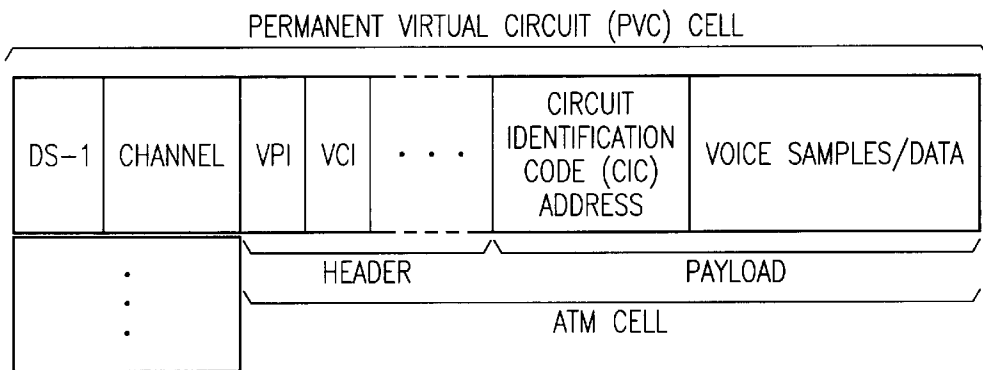 PERMANENT VIRTUAL CIRCUIT (PVC) CELL
DS-1
CHANNEL
VPI
VCI
. . .
CIRCUIT
IDENTIFICATION
CODE (CIC)
ADDRESS
VOICE SAMPLES/DATA
HEADER
PAYLOAD
ATM CELL